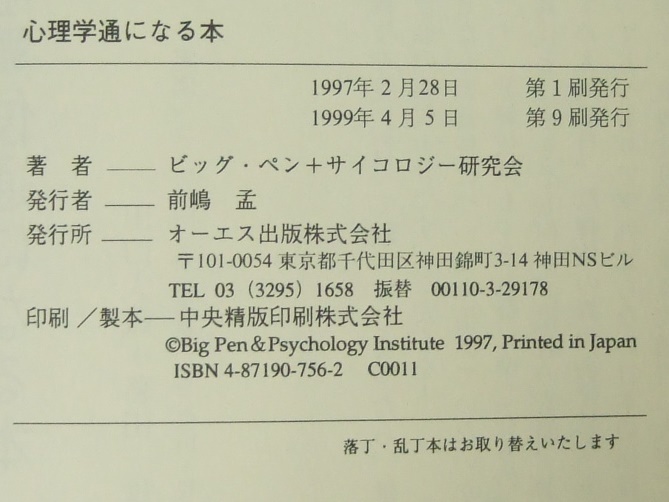 心理学通になる本
1997年2月28日 第1刷発行
1999年4月5日 第9刷発行
著者 —— ビッグ・ペン＋サイコロジー研究会
発行者 —— 前嶋 孟
発行所 —— オーエス出版株式会社
〒101-0054 東京都千代田区神田錦町3-14 神田NSビル
TEL 03（3295）1658 振替 00110-3-29178
印刷／製本—中央精版印刷株式会社
©Big Pen&Psychology Institute 1997, Printed in Japan
ISBN 4-87190-756-2 C0011
落丁・乱丁本はお取り替えいたします